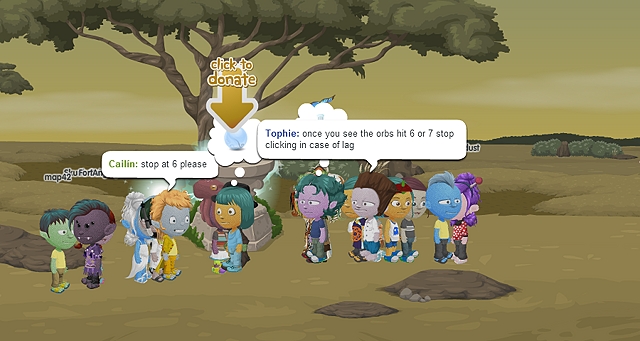 click to
donate
Tophie: once you see the orbs hit 6 or 7 stop
clicking in case of lag
Cailin: stop at 6 please
map42